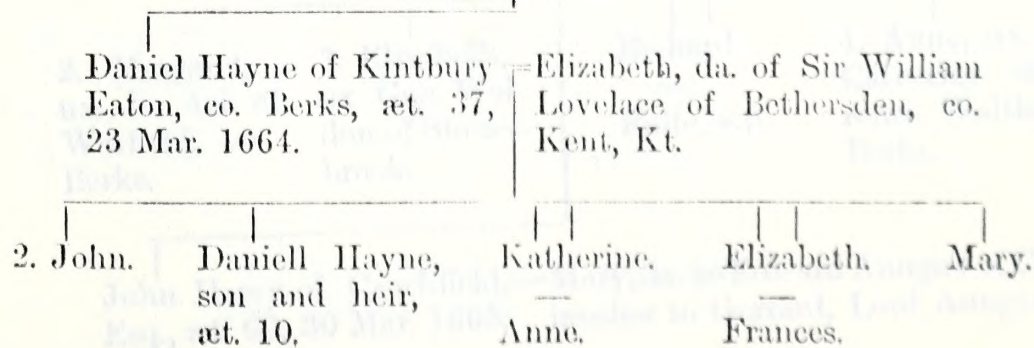 Daniel Hayne of Kintbury
Eaton, co. Berks, æt. 37,
23 Mar. 1664.
=Elizabeth, da. of Sir William
Lovelace of Bethersden, co.
Kent, Kt.
2. John.
Daniell Hayne,
son and heir,
æt. 10.
Katherine.
—
Anne.
Elizabeth.
—
Frances.
Mary.